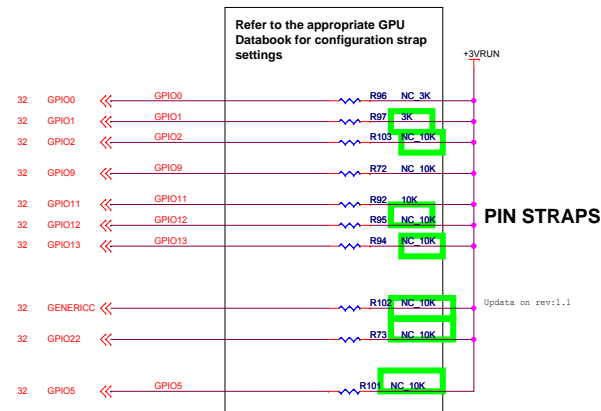 Refer to the appropriate GPU
Databook for configuration strap
settings
+3VRUN
32 GPIO0 GPIO0 R96 NC_3K
32 GPIO1 GPIO1 R97 3K
32 GPIO2 GPIO2 R103 NC_10K
32 GPIO9 GPIO9 R72 NC_10K
32 GPIO11 GPIO11 R92 10K
32 GPIO12 GPIO12 R95 NC_10K
32 GPIO13 GPIO13 R94 NC_10K
PIN STRAPS
32 GENERICC R102 NC_10K Updata on rev:1.1
32 GPIO22 R73 NC_10K
32 GPIO5 GPIO5 R101 NC_10K